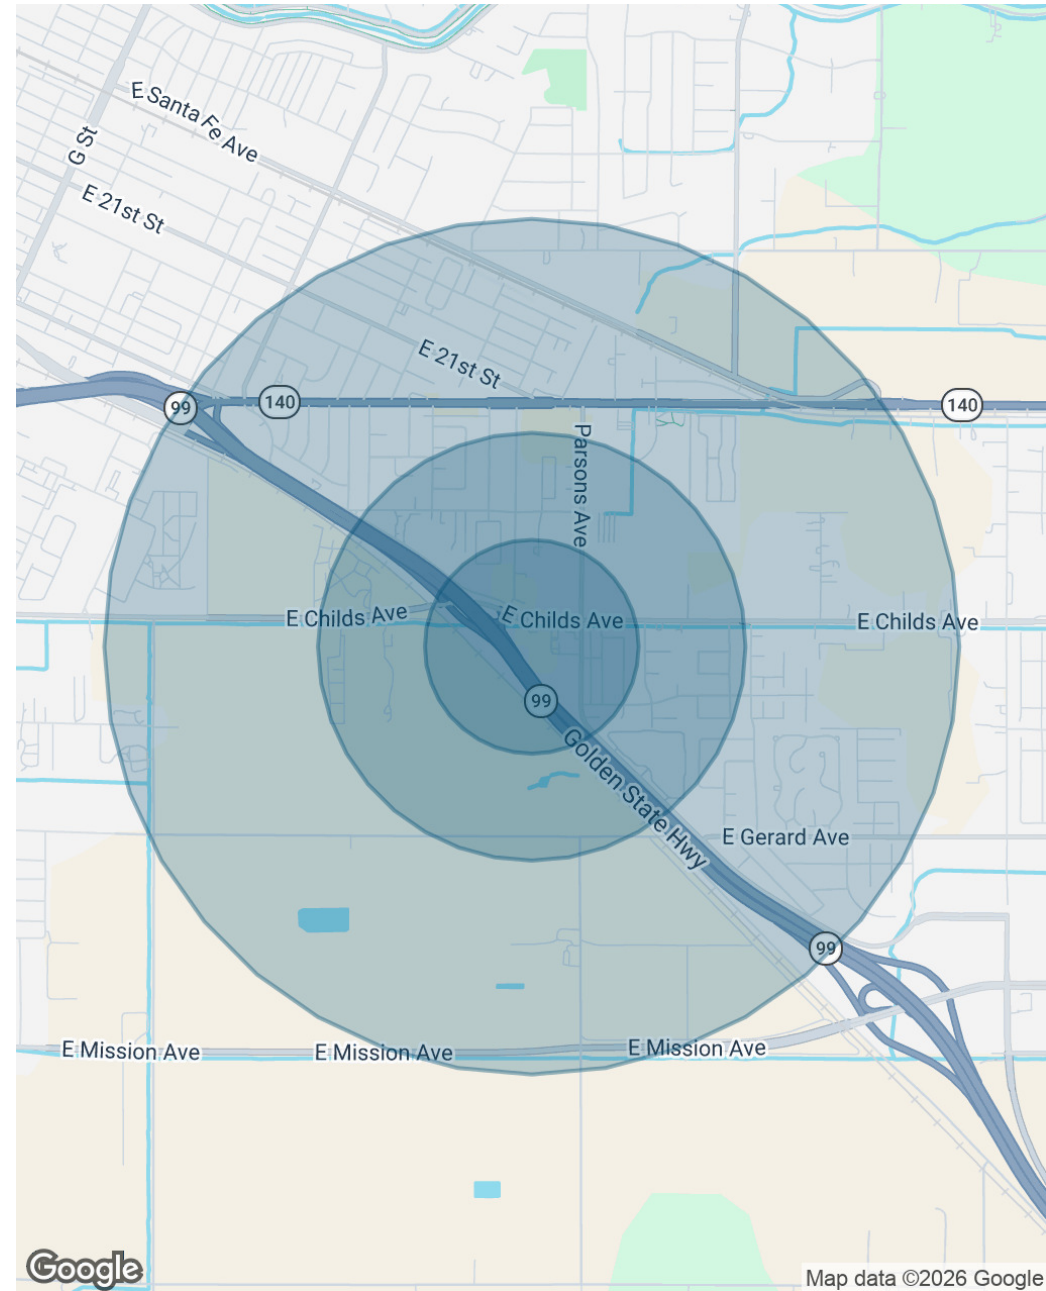 E Santa Fe Ave
G St
E 21st St
E 21st St
99
140
140
Parsons Ave
E Childs Ave
E Childs Ave
E Childs Ave
99
Golden State Hwy
E Gerard Ave
99
E Mission Ave
E Mission Ave
E Mission Ave
Google
Map data ©2026 Google